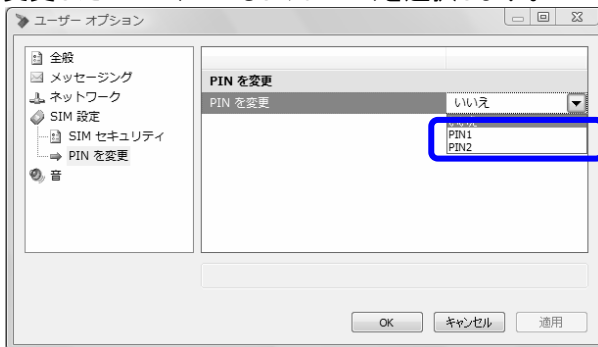 ユーザー オプション
全般
メッセージング
ネットワーク
SIM 設定
SIM セキュリティ
PIN を変更
音
PIN を変更
PIN を変更 いいえ
いいえ
PIN1
PIN2
OK キャンセル 適用